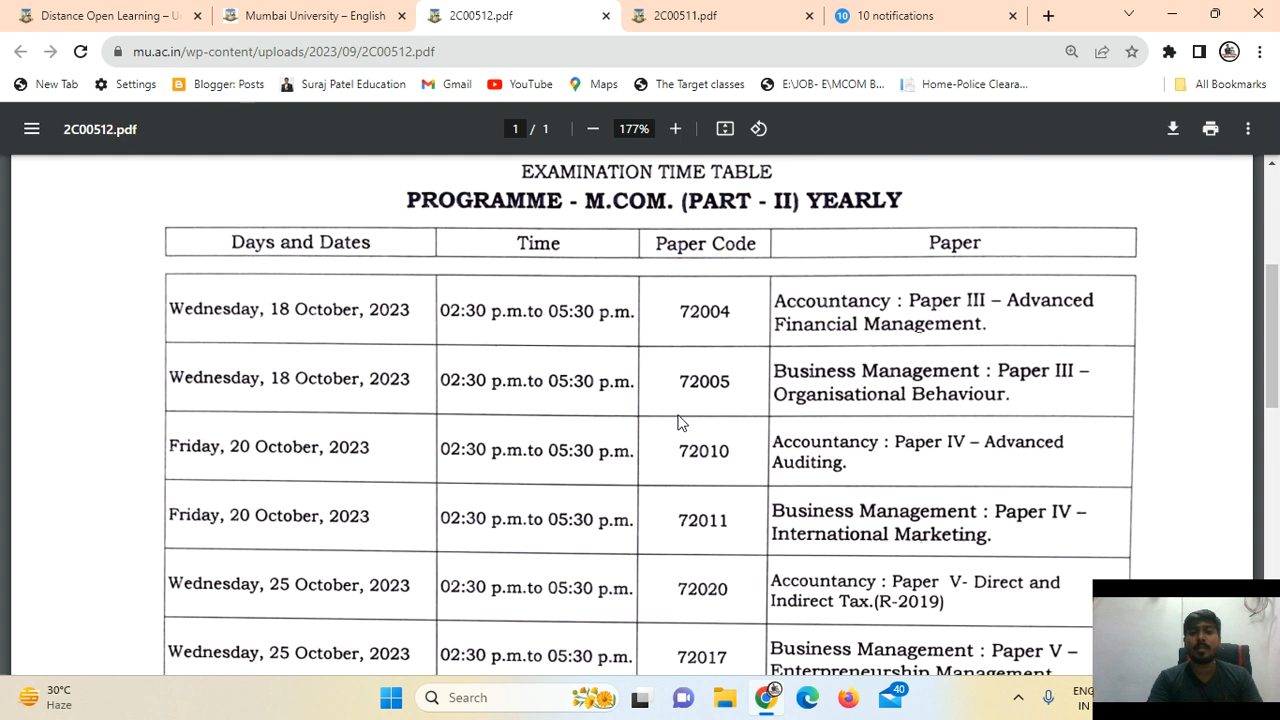 Distance Open Learning – U
Mumbai University – English
2C00512.pdf
2C00511.pdf
10
10 notifications
mu.ac.in/wp-content/uploads/2023/09/2C00512.pdf
New Tab
Settings
Blogger: Posts
Suraj Patel Education
Gmail
YouTube
Maps
The Target classes
E:\JOB- E\MCOM B...
Home-Police Cleara...
All Bookmarks
2C00512.pdf
1 / 1
177%
EXAMINATION TIME TABLE
PROGRAMME - M.COM. (PART - II) YEARLY
Days and Dates Time Paper Code Paper
Wednesday, 18 October, 2023 02:30 p.m.to 05:30 p.m. 72004 Accountancy : Paper III – Advanced
Financial Management.
Wednesday, 18 October, 2023 02:30 p.m.to 05:30 p.m. 72005 Business Management : Paper III –
Organisational Behaviour.
Friday, 20 October, 2023 02:30 p.m.to 05:30 p.m. 72010 Accountancy : Paper IV – Advanced
Auditing.
Friday, 20 October, 2023 02:30 p.m.to 05:30 p.m. 72011 Business Management : Paper IV –
International Marketing.
Wednesday, 25 October, 2023 02:30 p.m.to 05:30 p.m. 72020 Accountancy : Paper V- Direct and
Indirect Tax.(R-2019)
Wednesday, 25 October, 2023 02:30 p.m.to 05:30 p.m. 72017 Business Management : Paper V –
Enterpreneurship Management
30°C
Haze
Search
40
ENG
IN